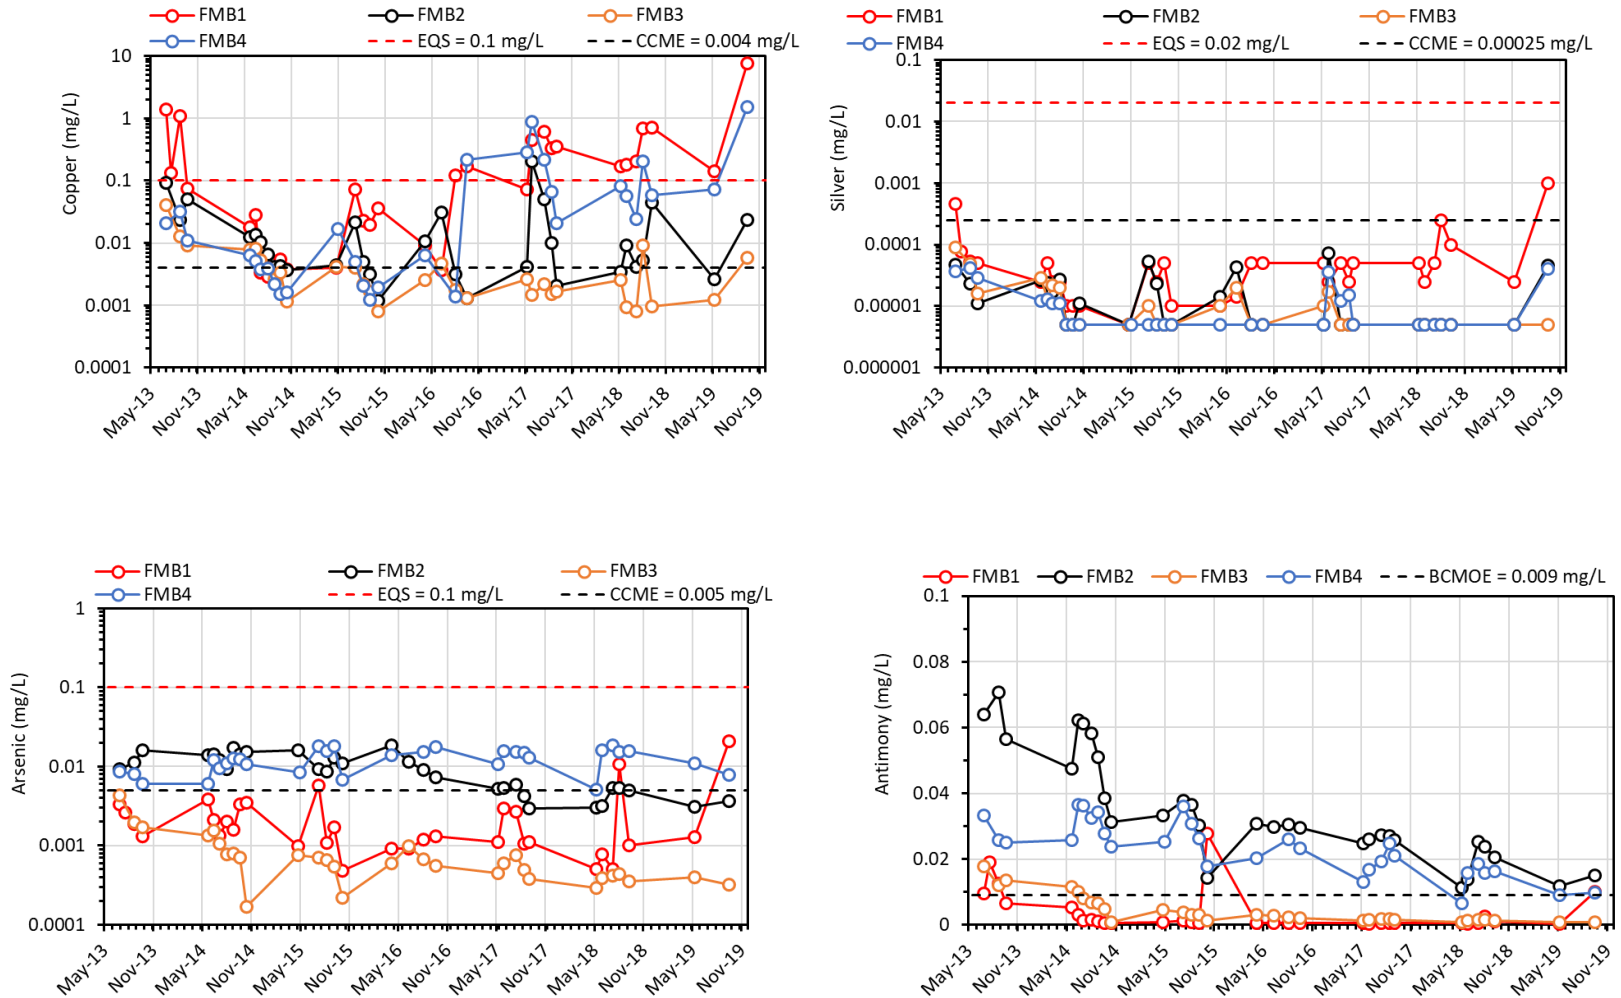 FMB1 FMB2 FMB3
FMB4 EQS = 0.1 mg/L CCME = 0.004 mg/L
Copper (mg/L)
10
1
0.1
0.01
0.001
0.0001
May-13 Nov-13 May-14 Nov-14 May-15 Nov-15 May-16 Nov-16 May-17 Nov-17 May-18 Nov-18 May-19 Nov-19
FMB1 FMB2 FMB3
FMB4 EQS = 0.02 mg/L CCME = 0.00025 mg/L
Silver (mg/L)
0.1
0.01
0.001
0.0001
0.00001
0.000001
May-13 Nov-13 May-14 Nov-14 May-15 Nov-15 May-16 Nov-16 May-17 Nov-17 May-18 Nov-18 May-19 Nov-19
FMB1 FMB2 FMB3
FMB4 EQS = 0.1 mg/L CCME = 0.005 mg/L
Arsenic (mg/L)
1
0.1
0.01
0.001
0.0001
May-13 Nov-13 May-14 Nov-14 May-15 Nov-15 May-16 Nov-16 May-17 Nov-17 May-18 Nov-18 May-19 Nov-19
FMB1 FMB2 FMB3 FMB4 BCMOE = 0.009 mg/L
Antimony (mg/L)
0.1
0.08
0.06
0.04
0.02
0
May-13 Nov-13 May-14 Nov-14 May-15 Nov-15 May-16 Nov-16 May-17 Nov-17 May-18 Nov-18 May-19 Nov-19